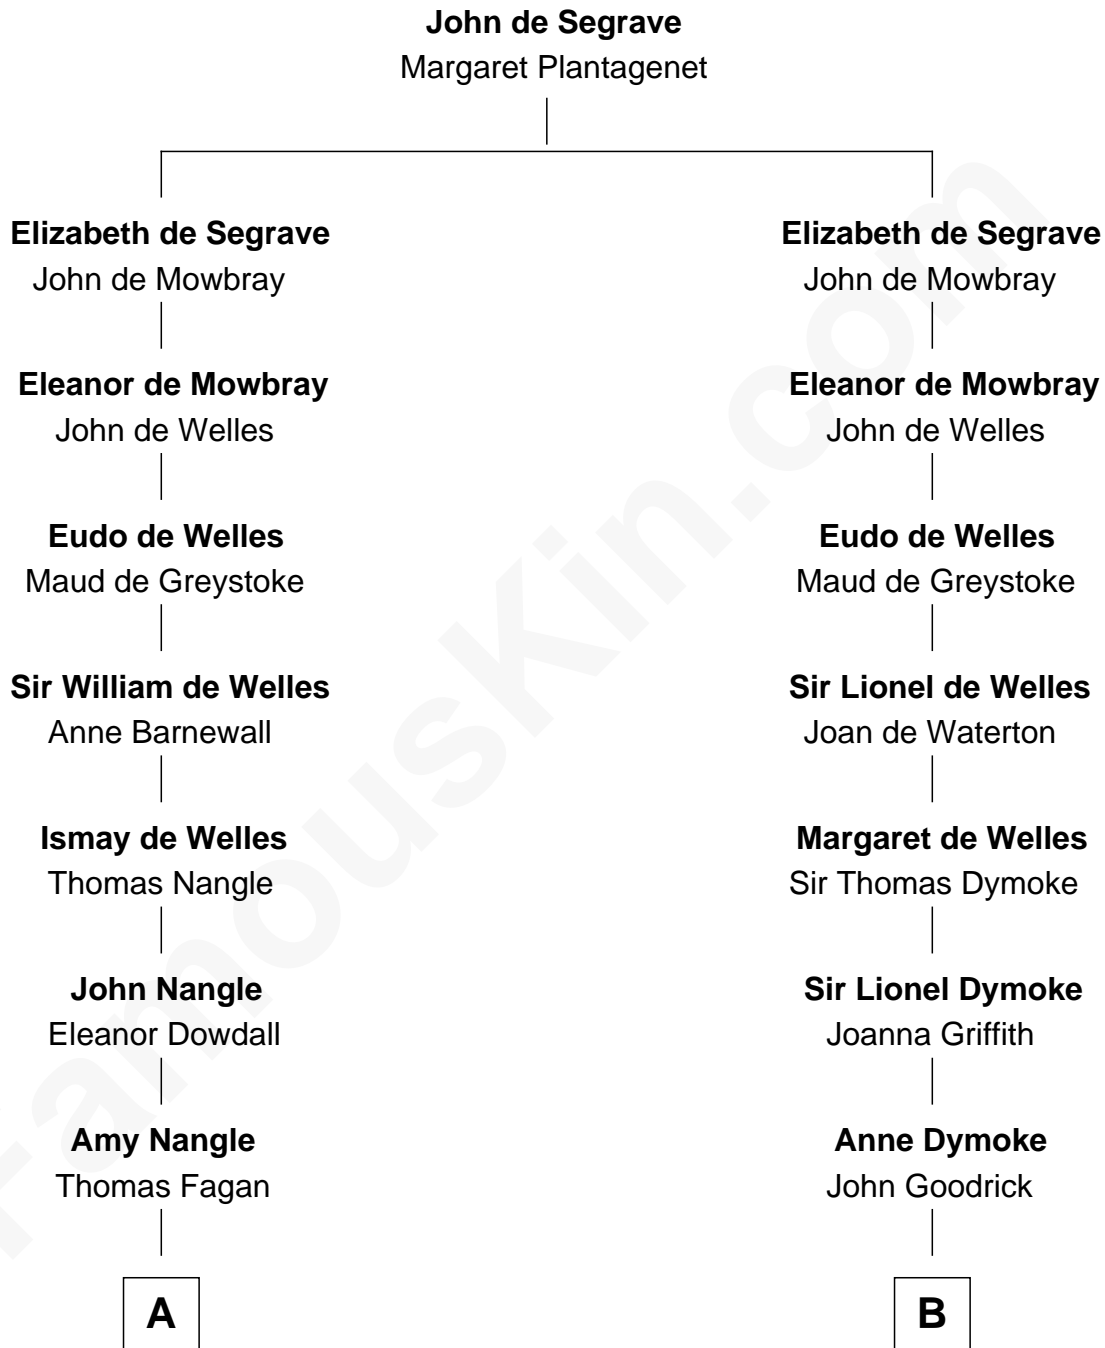 John de Segrave
Margaret Plantagenet
Elizabeth de Segrave
John de Mowbray
Elizabeth de Segrave
John de Mowbray
Eleanor de Mowbray
John de Welles
Eleanor de Mowbray
John de Welles
Eudo de Welles
Maud de Greystoke
Eudo de Welles
Maud de Greystoke
Sir William de Welles
Anne Barnewall
Sir Lionel de Welles
Joan de Waterton
Ismay de Welles
Thomas Nangle
Margaret de Welles
Sir Thomas Dymoke
John Nangle
Eleanor Dowdall
Sir Lionel Dymoke
Joanna Griffith
Amy Nangle
Thomas Fagan
Anne Dymoke
John Goodrick
A
B
FamousKin.com